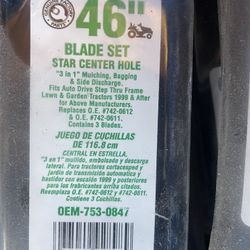 46"
BLADE SET
STAR CENTER HOLE
"3 in 1" Mulching, Bagging
& Side Discharge.
Fits Auto Drive Step Thru Frame
Lawn & Garden Tractors 1999 & After
for Above Manufacturers.
Replaces O.E. #742-0612
& O.E. #742-0611.
Contains 3 Blades.
JUEGO DE CUCHILLAS
DE 116.8 cm
CENTRAL EN ESTRELLA.
"3 en 1" mullido, embolsada y descarga
lateral. Para tractores cortacesped y
jardín de transmisión automática y
bastidor con escalón 1999 y posteriores
para los fabricantes arriba citados.
Reemplaza O.E. #742-0612 y #742-0611.
Contiene 3 Cuchillas.
OEM-753-0847